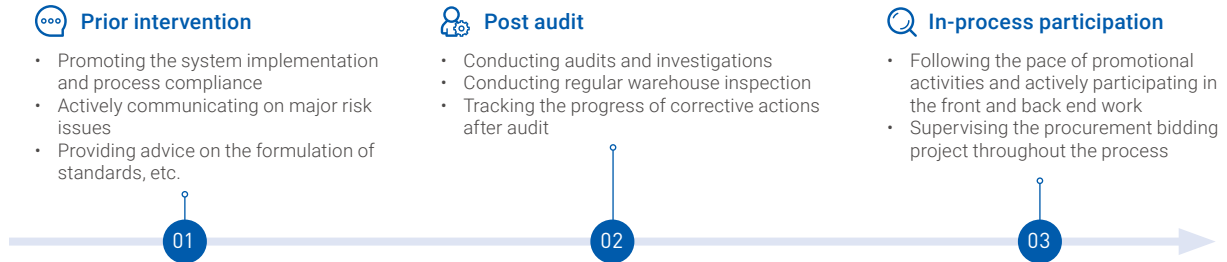 Prior intervention
• Promoting the system implementation
and process compliance
• Actively communicating on major risk
issues
• Providing advice on the formulation of
standards, etc.
01
Post audit
• Conducting audits and investigations
• Conducting regular warehouse inspection
• Tracking the progress of corrective actions
after audit
02
In-process participation
• Following the pace of promotional
activities and actively participating in
the front and back end work
• Supervising the procurement bidding
project throughout the process
03